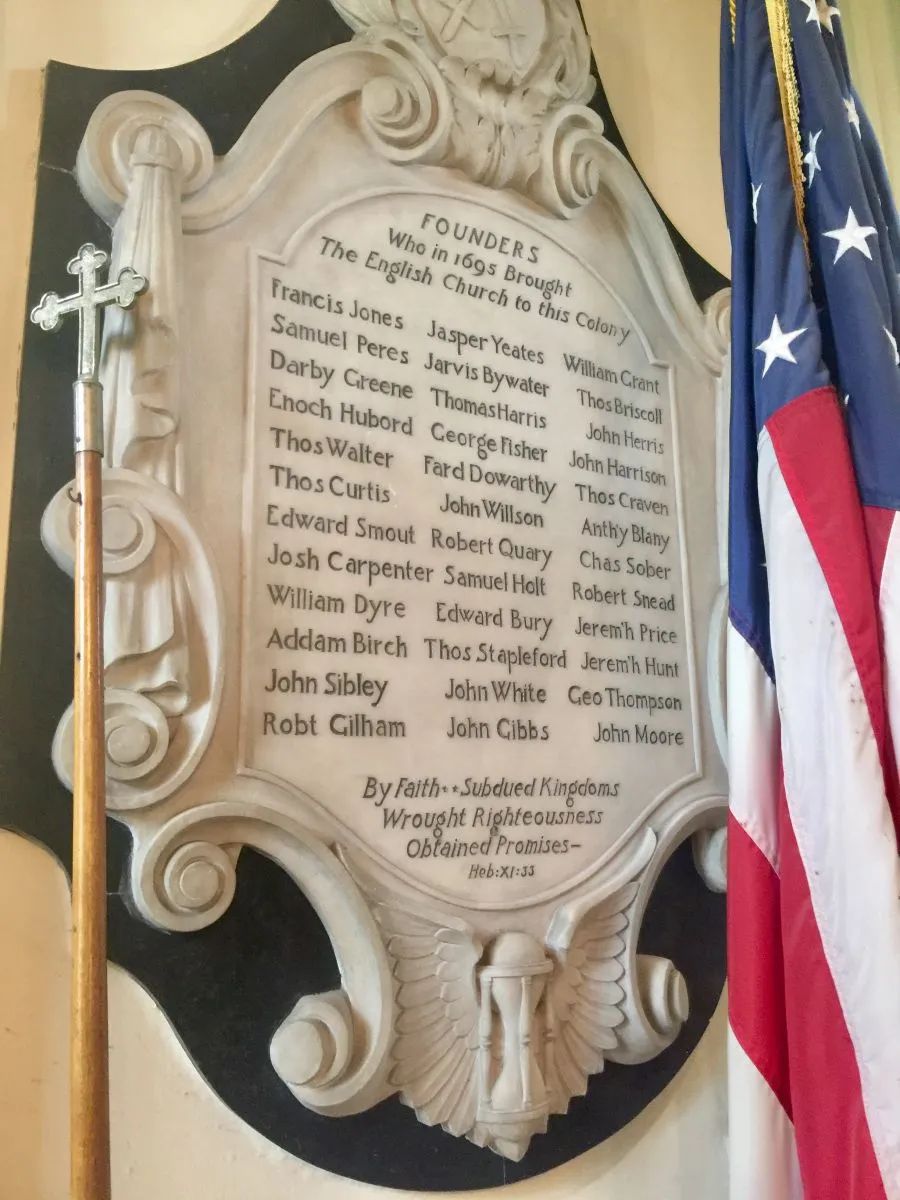 FOUNDERS
Who in 1695 Brought
The English Church to this Colony
Francis Jones Jasper Yeates William Grant
Samuel Peres Jarvis Bywater Thos Briscoll
Darby Greene Thomas Harris John Herris
Enoch Hubord George Fisher John Harrison
Thos Walter Fard Dowarthy Thos Craven
Thos Curtis John Willson Anthy Blany
Edward Smout Robert Quary Chas Sober
Josh Carpenter Samuel Holt Robert Snead
William Dyre Edward Bury Jerem'h Price
Addam Birch Thos Stapleford Jerem'h Hunt
John Sibley John White Geo Thompson
Robt Gilham John Gibbs John Moore
By Faith** Subdued Kingdoms
Wrought Righteousness
Obtained Promises-
Heb:XI:33